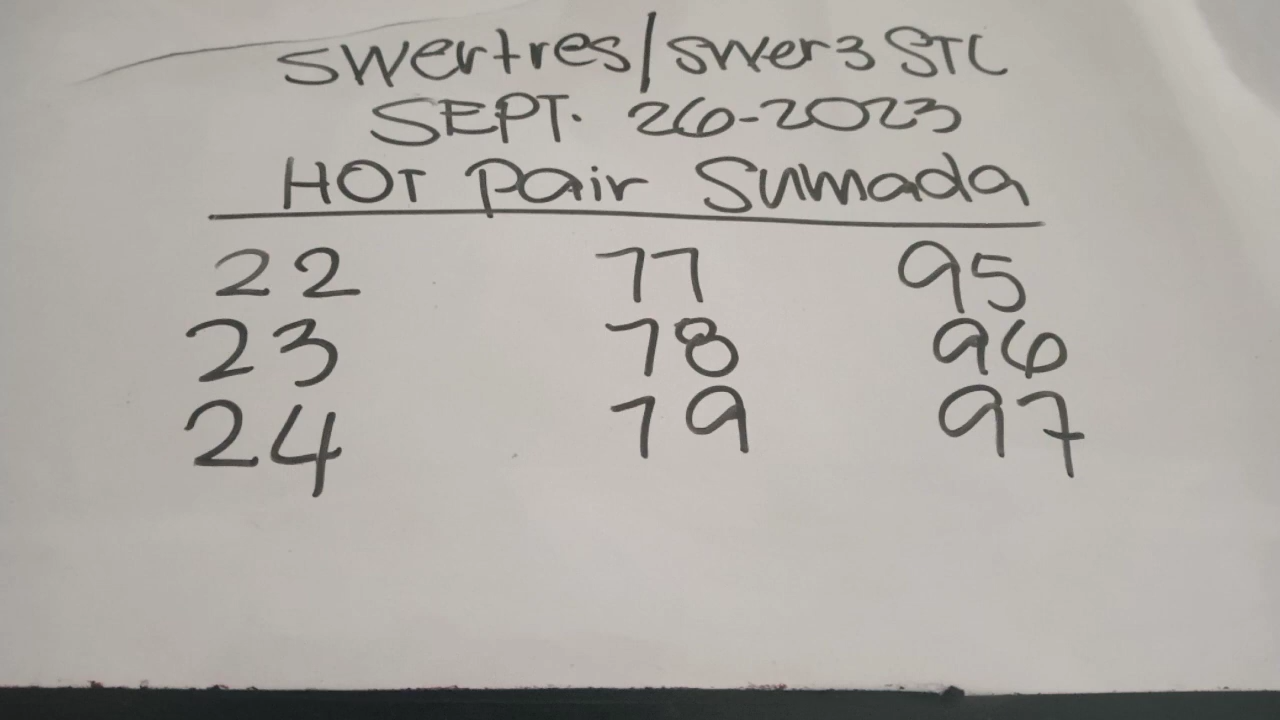 swertres/swer3 STL
SEPT. 26-2023
HOT Pair Sumada
22 77 95
23 78 96
24 79 97